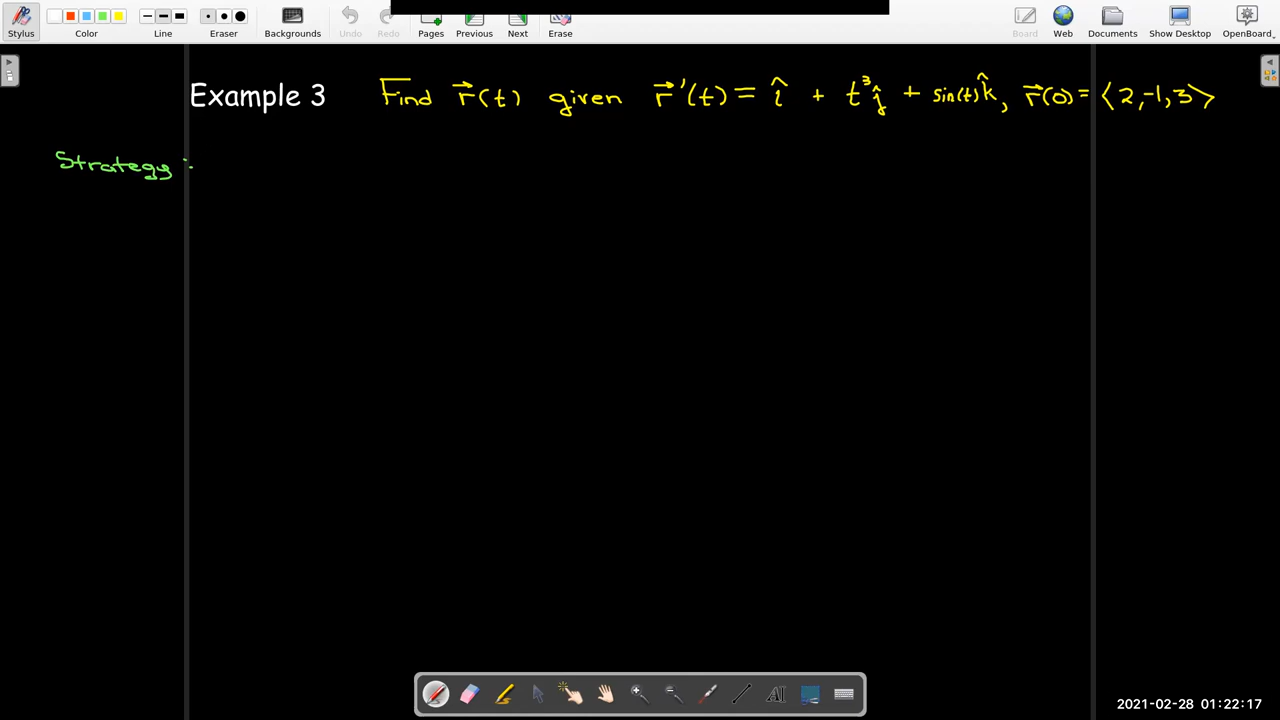 Stylus Color Line Eraser Backgrounds Undo Redo Pages Previous Next Erase Board Web Documents Show Desktop OpenBoard
Example 3 Find r⃗(t) given r⃗'(t) = î + t³ĵ + sin(t)k̂, r⃗(0) = ⟨2,-1,3⟩
Strategy:
AI
2021-02-28 01:22:17